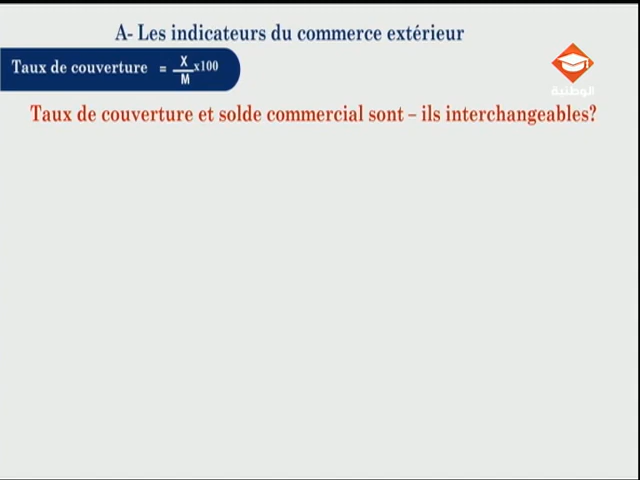 A- Les indicateurs du commerce extérieur
Taux de couverture = X/M x100
الوطنية
Taux de couverture et solde commercial sont – ils interchangeables?